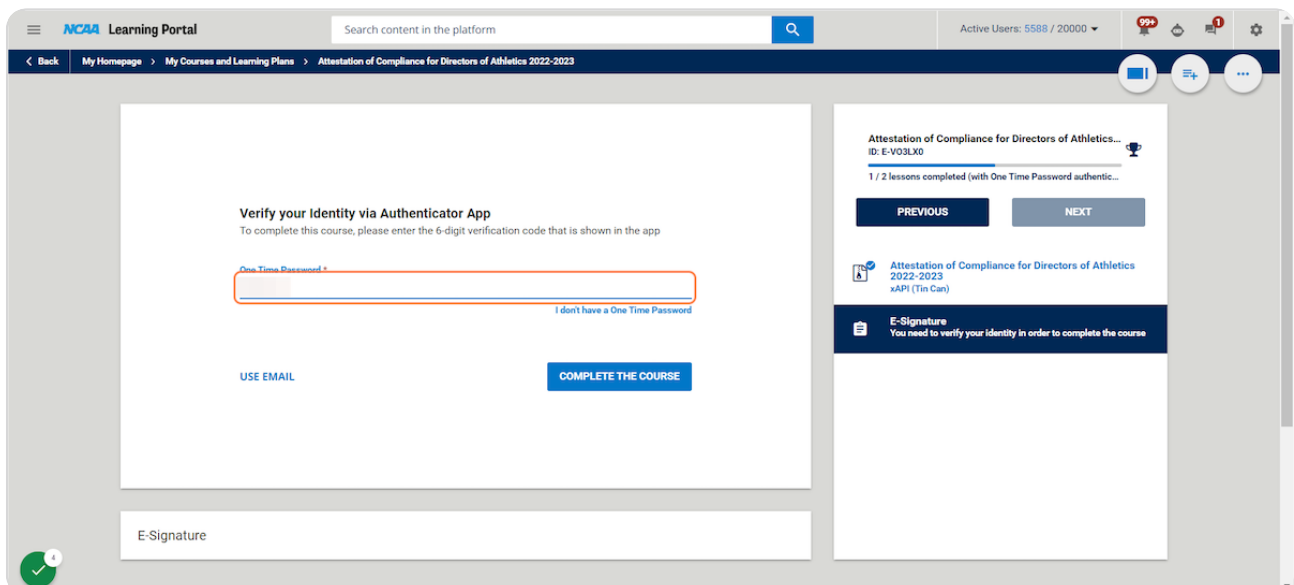 NCAA Learning Portal
Search content in the platform
Active Users: 5588 / 20000
99+
1
Back
My Homepage > My Courses and Learning Plans > Attestation of Compliance for Directors of Athletics 2022-2023
Verify your Identity via Authenticator App
To complete this course, please enter the 6-digit verification code that is shown in the app
One Time Password *
I don't have a One Time Password
USE EMAIL
COMPLETE THE COURSE
E-Signature
4
Attestation of Compliance for Directors of Athletics...
ID: E-VO3LX0
1 / 2 lessons completed (with One Time Password authentic...
PREVIOUS
NEXT
Attestation of Compliance for Directors of Athletics
2022-2023
xAPI (Tin Can)
E-Signature
You need to verify your identity in order to complete the course